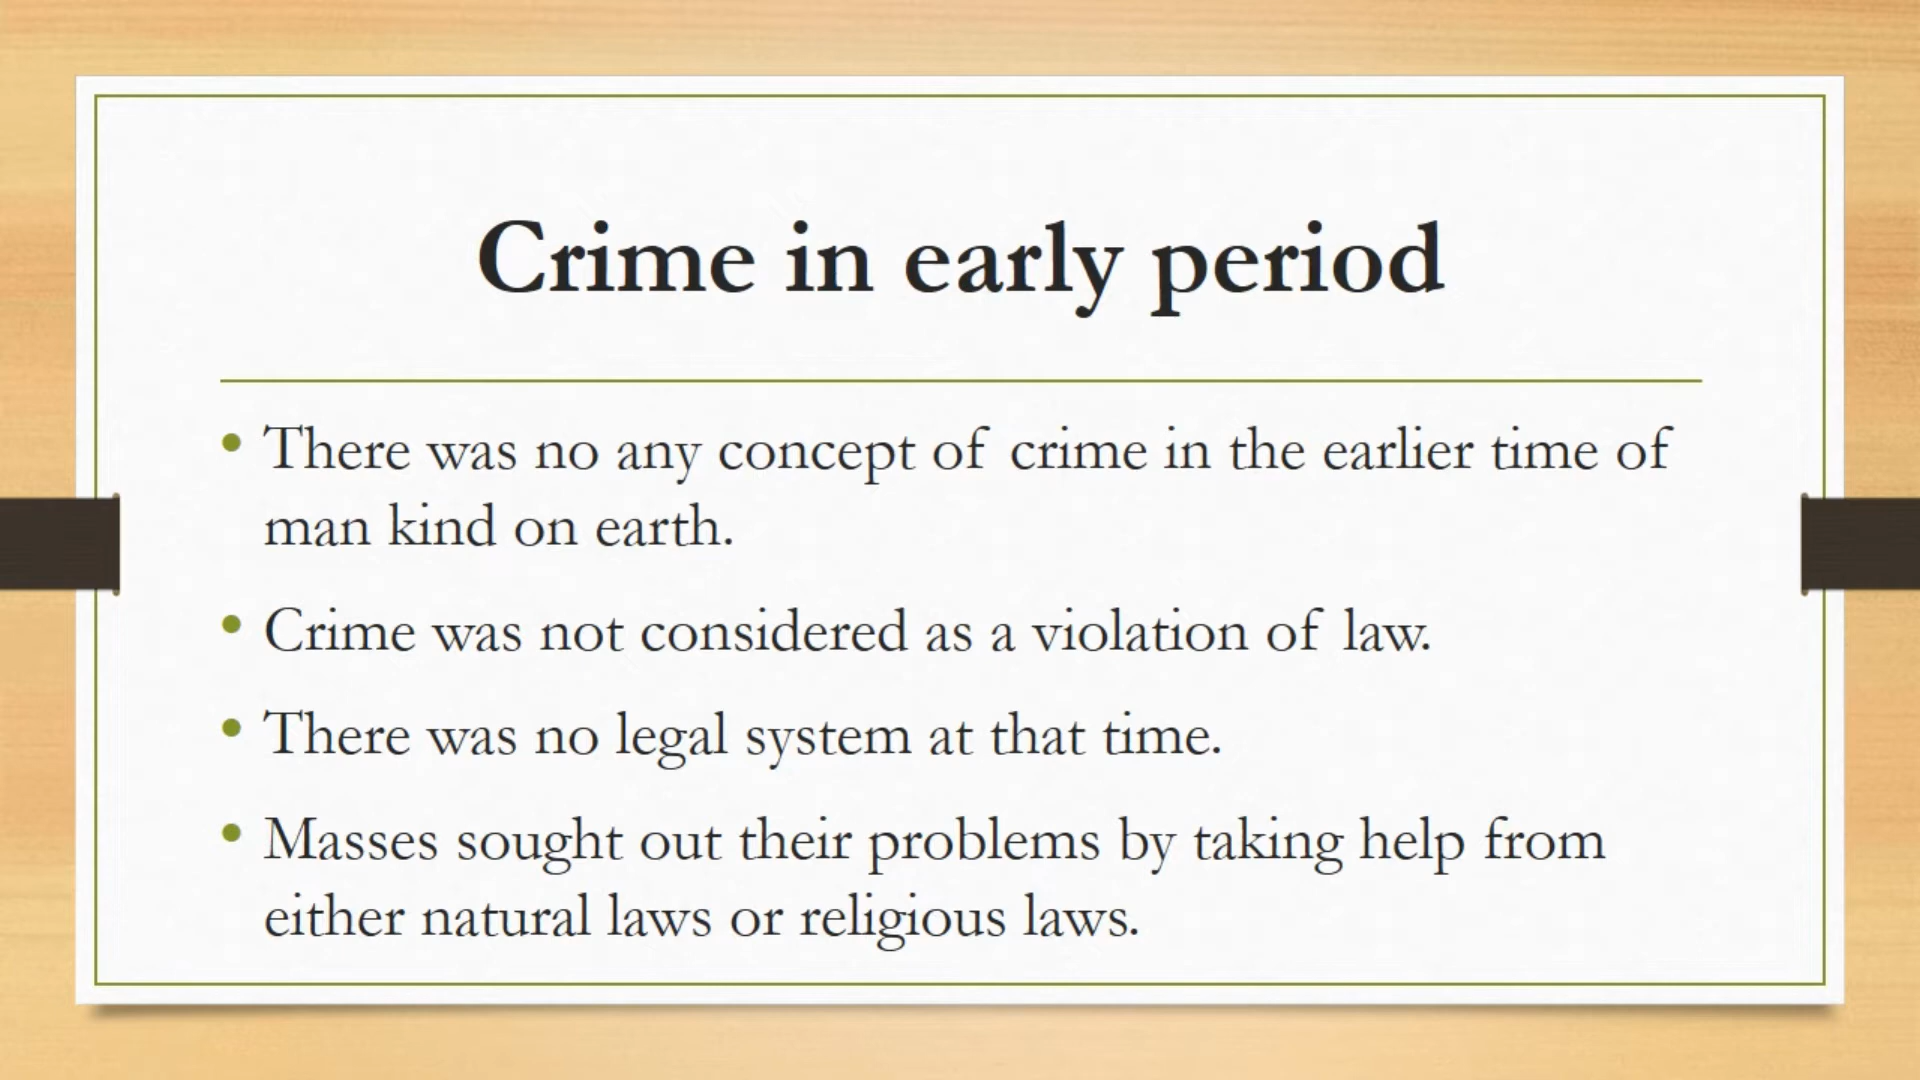 Crime in early period
• There was no any concept of crime in the earlier time of
man kind on earth.
• Crime was not considered as a violation of law.
• There was no legal system at that time.
• Masses sought out their problems by taking help from
either natural laws or religious laws.